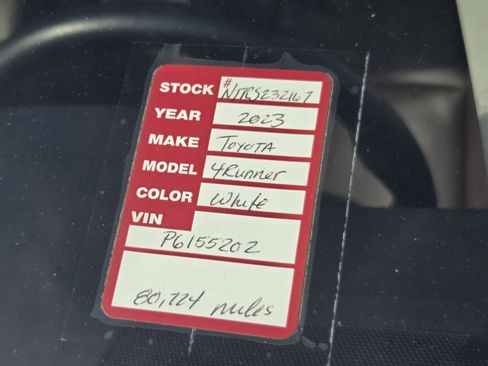 STOCK #
YEAR 2023
MAKE TOYOTA
MODEL 4Runner
COLOR White
VIN
P6155202
80,724 miles